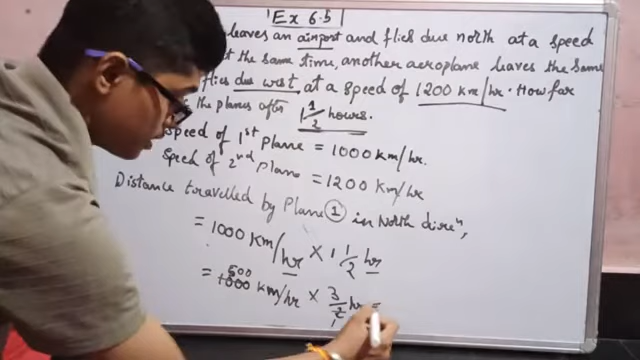 Ex 6.5
leaves an airport and flies due north at a speed
t the same time, another aeroplane leaves the same
flies due west at a speed of 1200 km/hr. How far
the planes after 1 1/2 hours.
speed of 1st plane = 1000 km/hr.
Speed of 2nd plane = 1200 km/hr
Distance travelled by Plane 1 in North direⁿ,
= 1000 km/hr × 1 1/2 hr
500
= 1000 km/hr × 3/2 hr =